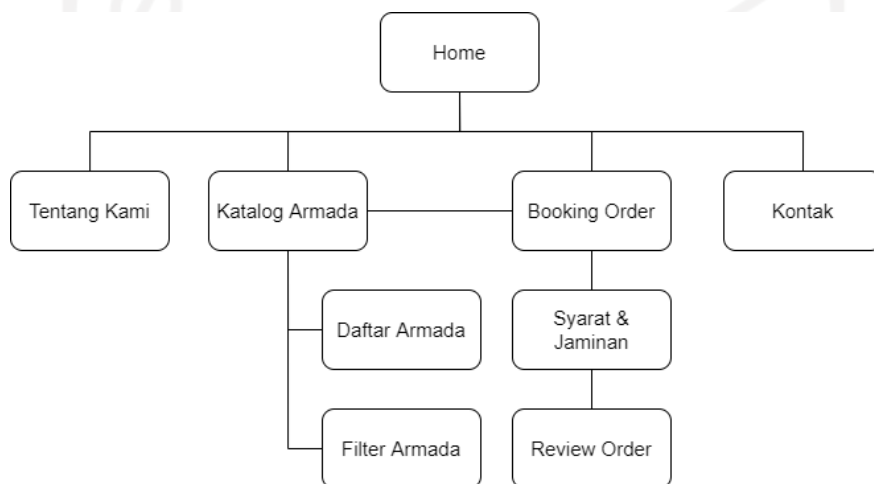 Home
Tentang Kami
Katalog Armada
Booking Order
Kontak
Daftar Armada
Syarat &
Jaminan
Filter Armada
Review Order